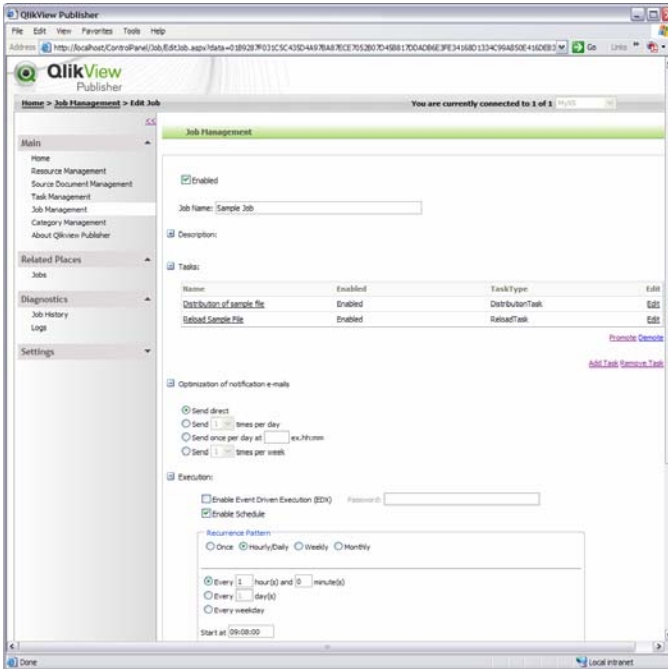 QlikView Publisher
File Edit View Favorites Tools Help
Address Go Links
QlikView
Publisher
Home > Job Management > Edit Job
You are currently connected to 1 of 1
<<
Job Management
Main
Home
Resource Management
Source Document Management
Task Management
Job Management
Category Management
About Qlikview Publisher
Related Places
Jobs
Diagnostics
Job History
Logs
Settings
Enabled
Job Name: Sample Job
Description:
Tasks:
Name Enabled TaskType Edit
Distribution of sample file Enabled DistributionTask Edit
Reload Sample File Enabled ReloadTask Edit
Promote Demote
Add Task Remove Task
Optimization of notification e-mails
Send direct
Send 1 times per day
Send once per day at ex.hh:mm
Send 1 times per week
Execution:
Enable Event Driven Execution (EDX) Password:
Enable Schedule
Recurrence Pattern
Once Hourly/Daily Weekly Monthly
Every 1 hour(s) and 0 minute(s)
Every 1 day(s)
Every weekday
Start at 09:08:00
Done
Local intranet